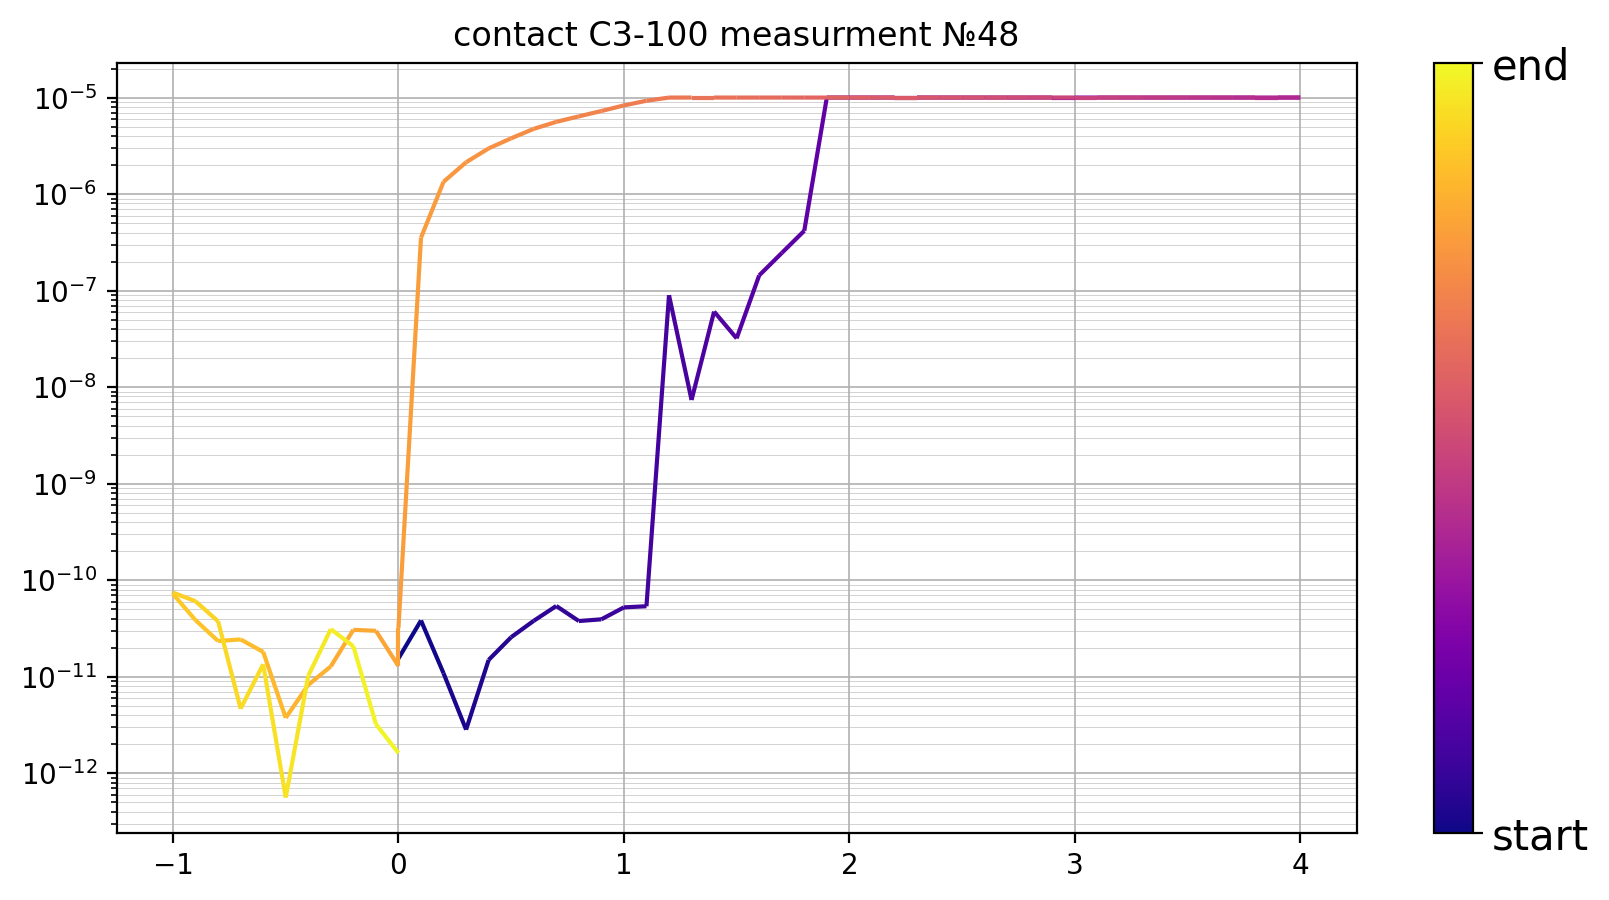 contact C3-100 measurment №48
10⁻⁵
10⁻⁶
10⁻⁷
10⁻⁸
10⁻⁹
10⁻¹⁰
10⁻¹¹
10⁻¹²
−1 0 1 2 3 4
end
start